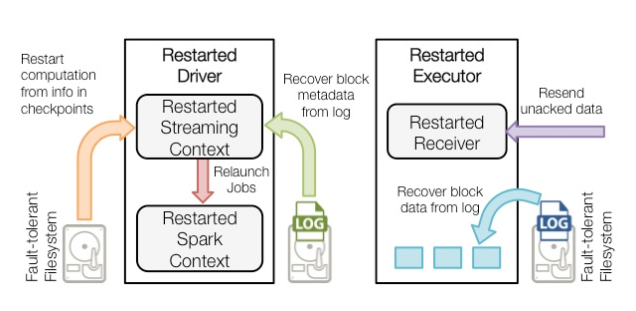 Restart
computation
from info in
checkpoints
Restarted
Driver
Restarted
Streaming
Context
Relaunch
Jobs
Restarted
Spark
Context
Recover block
metadata
from log
LOG
Fault-tolerant
Filesystem
Restarted
Executor
Restarted
Receiver
Resend
unacked data
Recover block
data from log
LOG
Fault-tolerant
Filesystem